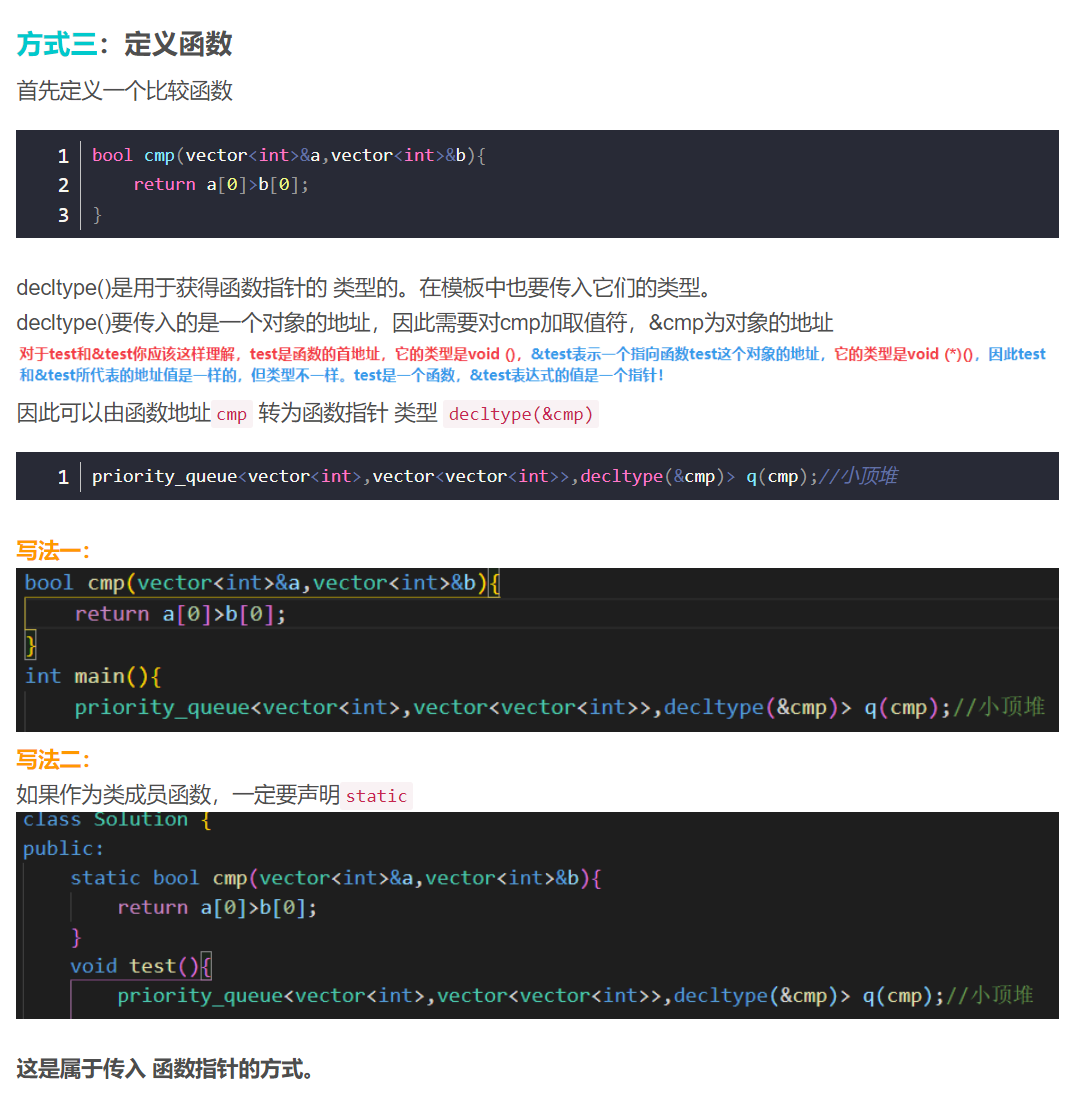 方式三：定义函数
首先定义一个比较函数
1 bool cmp(vector<int>&a,vector<int>&b){
2     return a[0]>b[0];
3 }
decltype()是用于获得函数指针的 类型的。在模板中也要传入它们的类型。
decltype()要传入的是一个对象的地址，因此需要对cmp加取值符，&cmp为对象的地址
对于test和&test你应该这样理解，test是函数的首地址，它的类型是void ()，&test表示一个指向函数test这个对象的地址，它的类型是void (*)()，因此test
和&test所代表的地址值是一样的，但类型不一样。test是一个函数，&test表达式的值是一个指针！
因此可以由函数地址 cmp 转为函数指针 类型 decltype(&cmp)
1 priority_queue<vector<int>,vector<vector<int>>,decltype(&cmp)> q(cmp);//小顶堆
写法一：
bool cmp(vector<int>&a,vector<int>&b){
    return a[0]>b[0];
}
int main(){
    priority_queue<vector<int>,vector<vector<int>>,decltype(&cmp)> q(cmp);//小顶堆
写法二：
如果作为类成员函数，一定要声明 static
class Solution {
public:
    static bool cmp(vector<int>&a,vector<int>&b){
        return a[0]>b[0];
    }
    void test(){
        priority_queue<vector<int>,vector<vector<int>>,decltype(&cmp)> q(cmp);//小顶堆
这是属于传入 函数指针的方式。